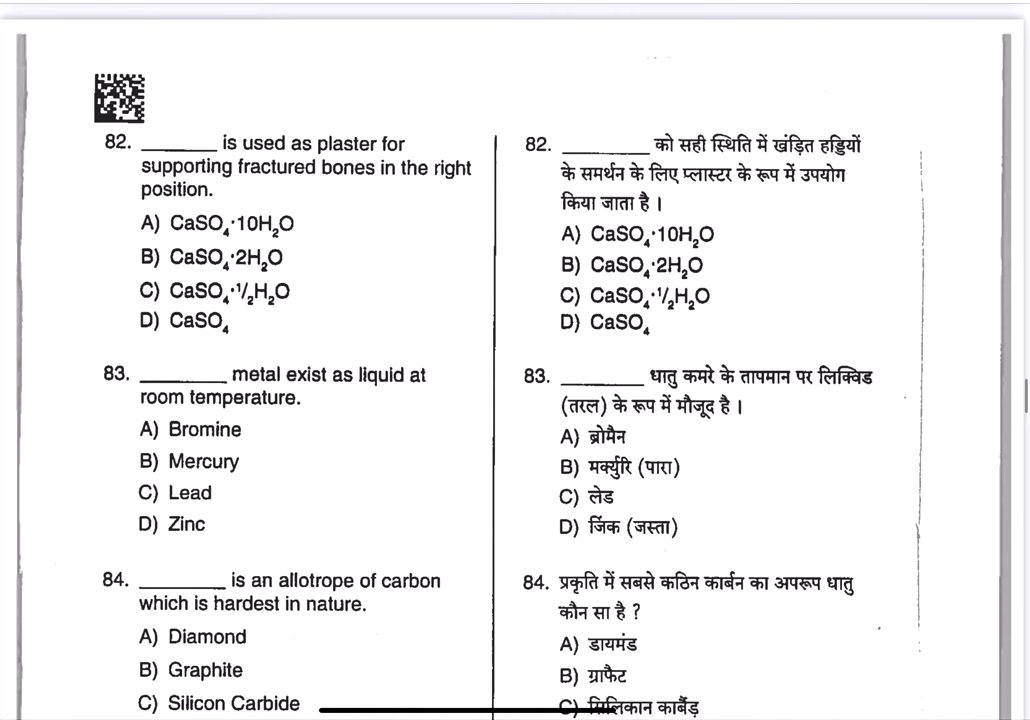 82. ________ is used as plaster for
supporting fractured bones in the right
position.
A) CaSO₄·10H₂O
B) CaSO₄·2H₂O
C) CaSO₄·¹/₂H₂O
D) CaSO₄
83. ________ metal exist as liquid at
room temperature.
A) Bromine
B) Mercury
C) Lead
D) Zinc
84. ________ is an allotrope of carbon
which is hardest in nature.
A) Diamond
B) Graphite
C) Silicon Carbide
82. ________ को सही स्थिति में खंड़ित हड्डियों
के समर्थन के लिए प्लास्टर के रूप में उपयोग
किया जाता है ।
A) CaSO₄·10H₂O
B) CaSO₄·2H₂O
C) CaSO₄·¹/₂H₂O
D) CaSO₄
83. ________ धातु कमरे के तापमान पर लिक्विड
(तरल) के रूप में मौजूद है ।
A) ब्रोमैन
B) मर्क्युरि (पारा)
C) लेड
D) जिंक (जस्ता)
84. प्रकृति में सबसे कठिन कार्बन का अपरूप धातु
कौन सा है ?
A) डायमंड
B) ग्राफैट
C) सिलिकान कार्बैड़